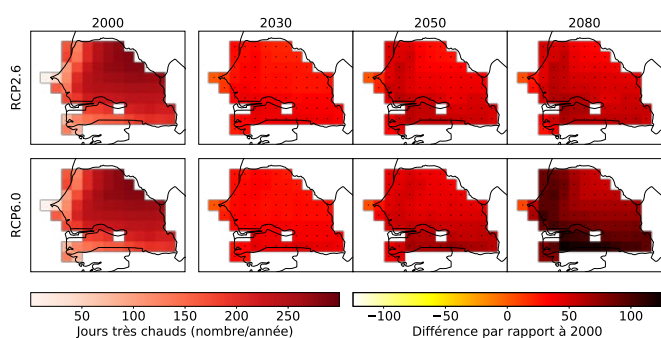 2000 2030 2050 2080
RCP2.6
RCP6.0
50 100 150 200 250
Jours très chauds (nombre/année)
−100 −50 0 50 100
Différence par rapport à 2000